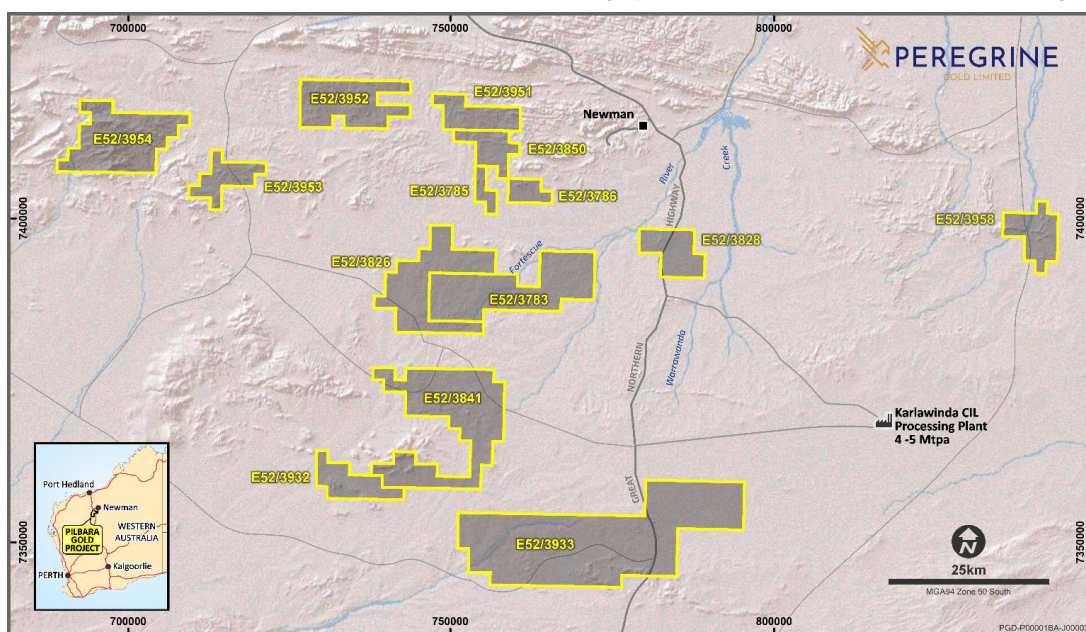 700000
750000
800000
PEREGRINE
GOLD LIMITED
E52/3952
E52/3951
E52/3954
Newman
E52/3850
E52/3953
E52/3785
E52/3786
River
Creek
HIGHWAY
7400000
7400000
E52/3958
E52/3828
E52/3826
Fortescue
E52/3783
NORTHERN
Warrawanda
E52/3841
Karlawinda CIL
Processing Plant
4 -5 Mtpa
E52/3932
GREAT
E52/3933
7350000
7350000
Port Hedland
Newman
PILBARA
GOLD
PROJECT
WESTERN
AUSTRALIA
Kalgoorlie
PERTH
N
25km
MGA94 Zone 50 South
700000
750000
800000